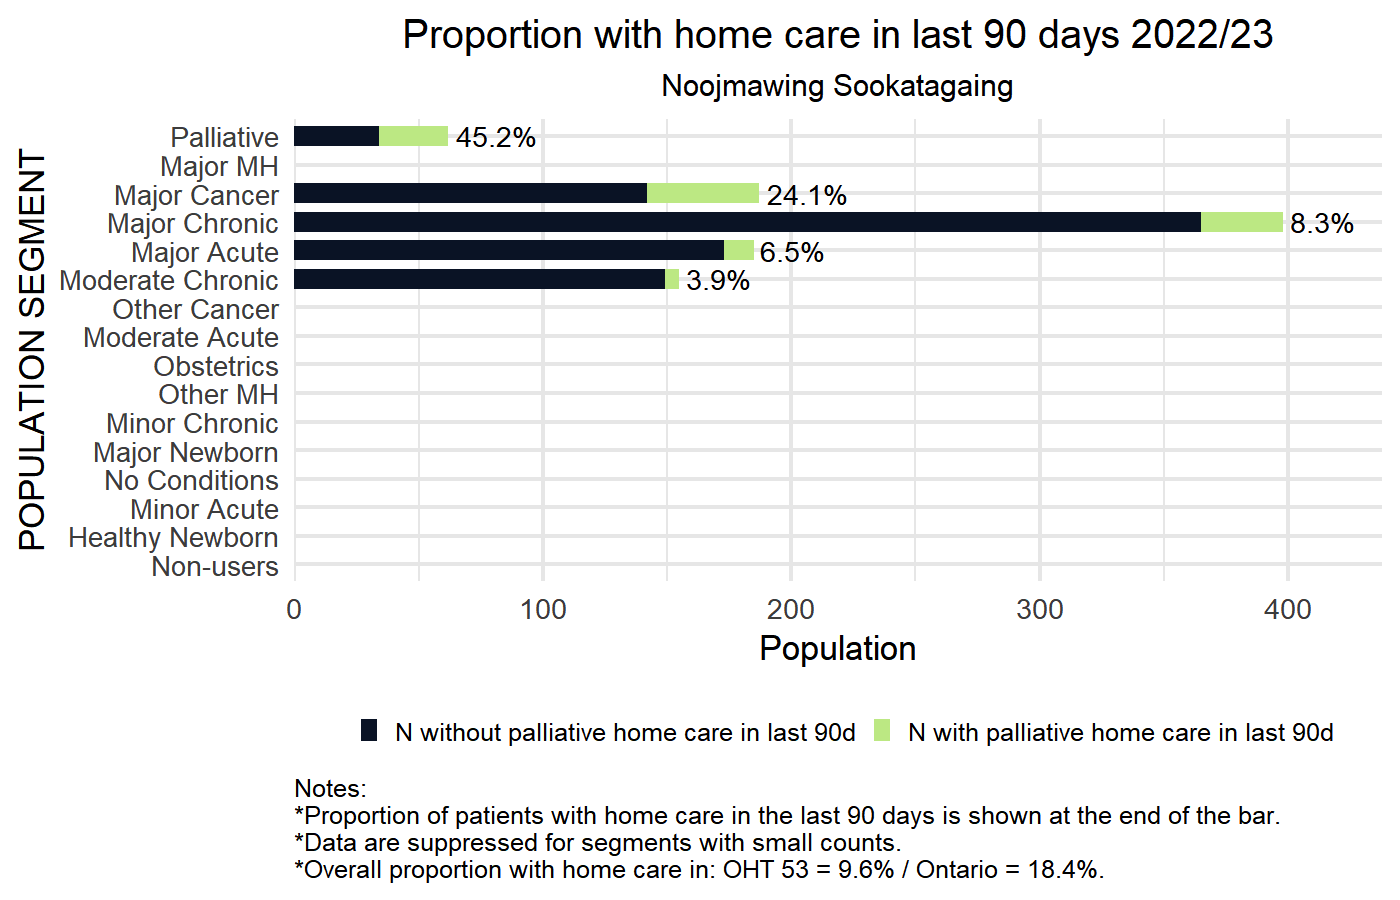 Proportion with home care in last 90 days 2022/23
Noojmawing Sookatagaing
POPULATION SEGMENT
Palliative 45.2%
Major MH
Major Cancer 24.1%
Major Chronic 8.3%
Major Acute 6.5%
Moderate Chronic 3.9%
Other Cancer
Moderate Acute
Obstetrics
Other MH
Minor Chronic
Major Newborn
No Conditions
Minor Acute
Healthy Newborn
Non-users
0 100 200 300 400
Population
N without palliative home care in last 90d N with palliative home care in last 90d
Notes:
*Proportion of patients with home care in the last 90 days is shown at the end of the bar.
*Data are suppressed for segments with small counts.
*Overall proportion with home care in: OHT 53 = 9.6% / Ontario = 18.4%.